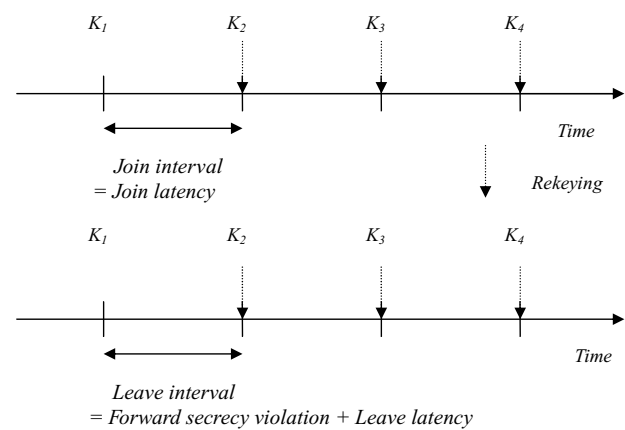 K1 K2 K3 K4
Time
Join interval
= Join latency
Rekeying
K1 K2 K3 K4
Time
Leave interval
= Forward secrecy violation + Leave latency